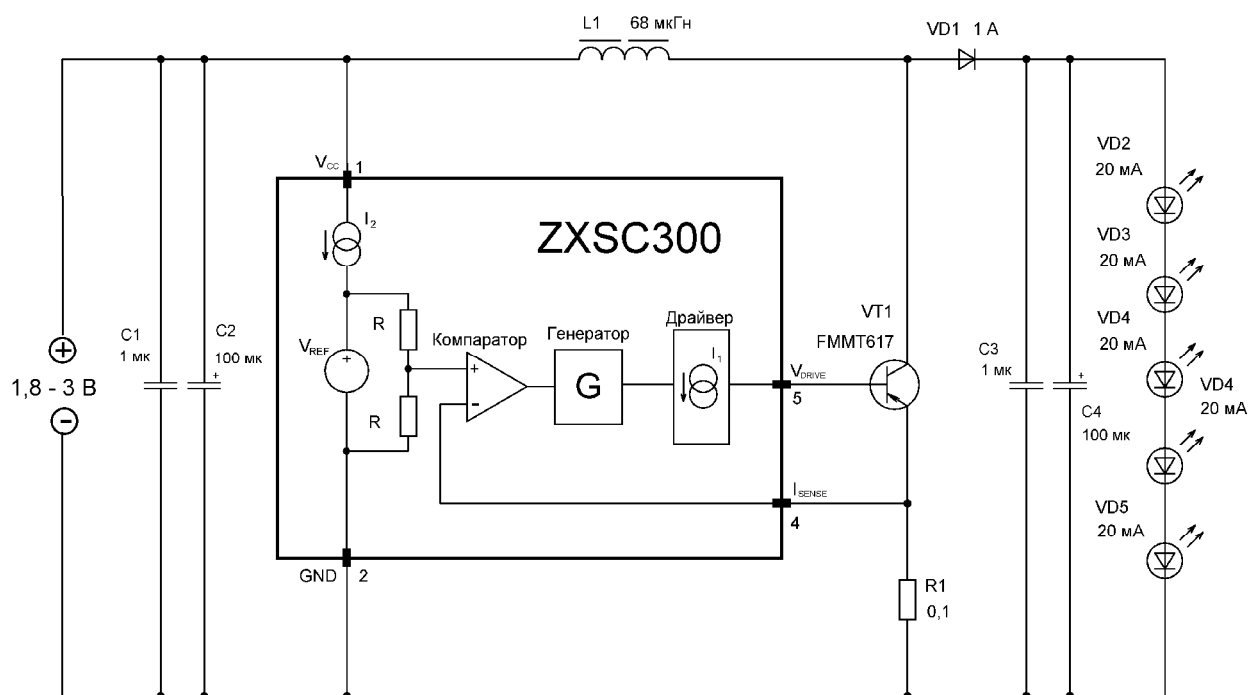 L1 68 мкГн
VD1 1 А
VCC 1
I2
ZXSC300
VREF
R
R
Компаратор
Генератор
G
Драйвер
I1
VDRIVE
5
ISENSE
4
GND 2
VT1
FMMT617
R1
0,1
C1
1 мк
C2
100 мк
1,8 - 3 В
C3
1 мк
C4
100 мк
VD2
20 мА
VD3
20 мА
VD4
20 мА
VD4
20 мА
VD5
20 мА